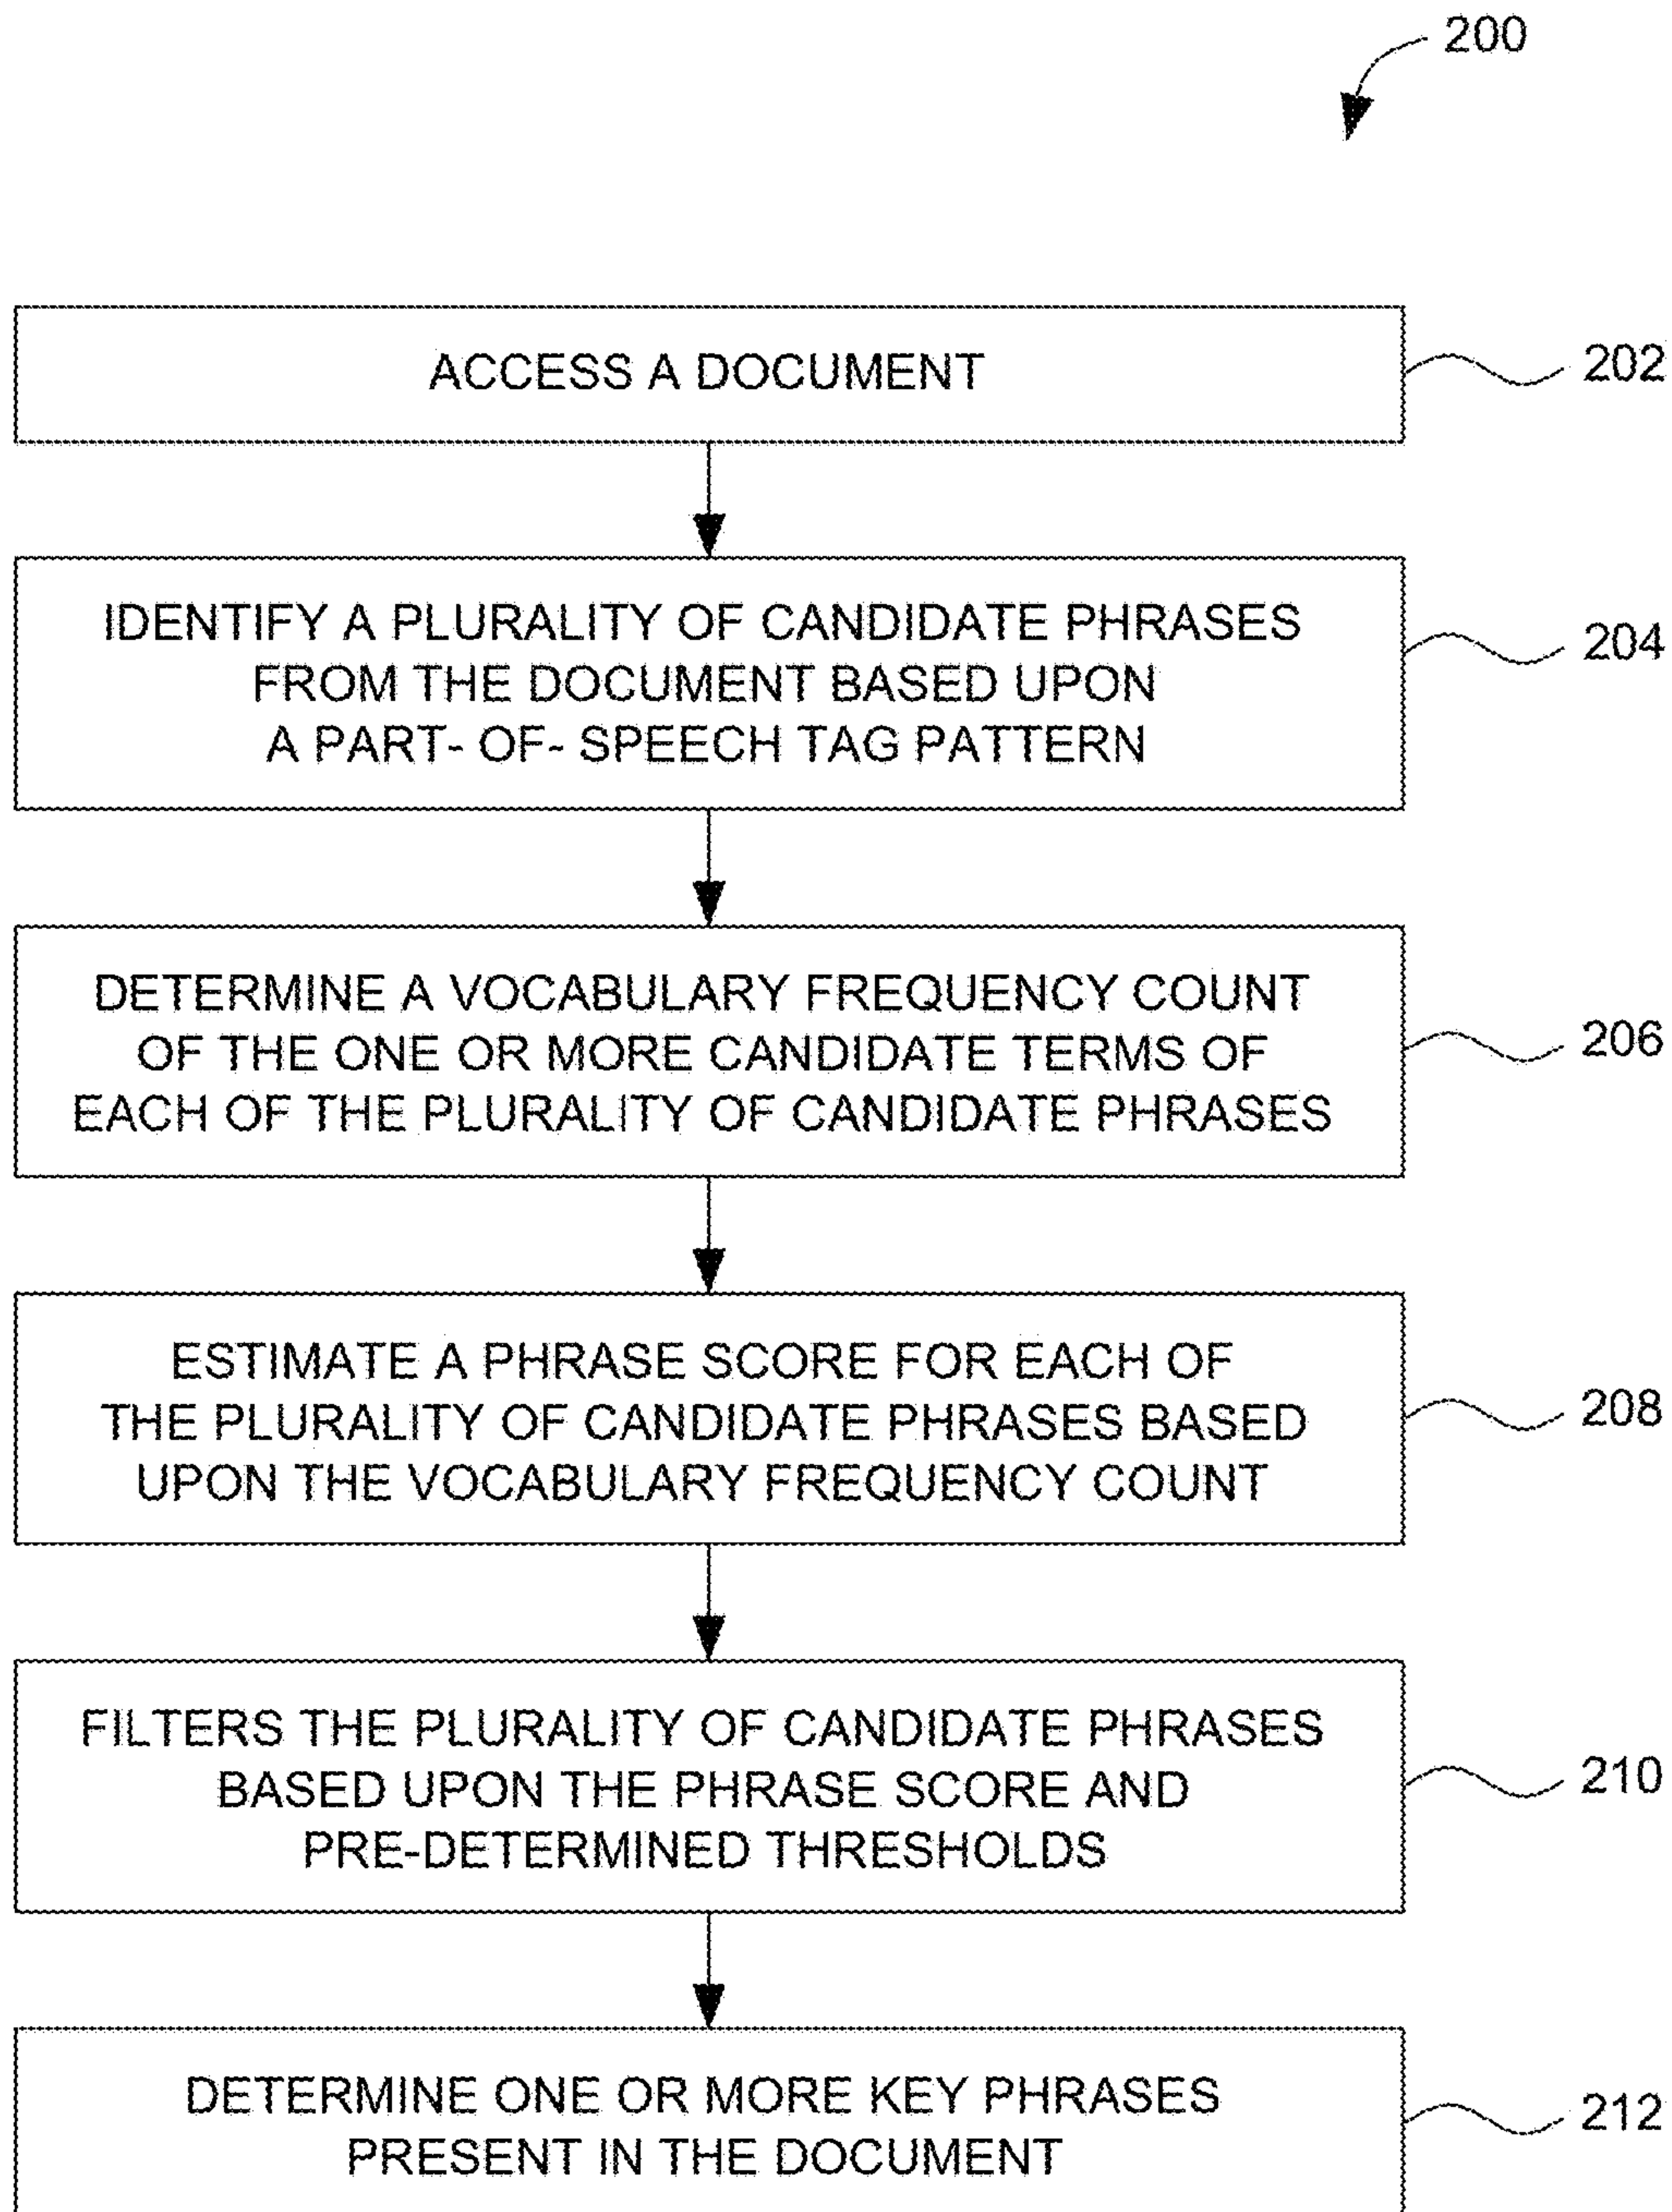 200
ACCESS A DOCUMENT
202
IDENTIFY A PLURALITY OF CANDIDATE PHRASES
FROM THE DOCUMENT BASED UPON
A PART- OF- SPEECH TAG PATTERN
204
DETERMINE A VOCABULARY FREQUENCY COUNT
OF THE ONE OR MORE CANDIDATE TERMS OF
EACH OF THE PLURALITY OF CANDIDATE PHRASES
206
ESTIMATE A PHRASE SCORE FOR EACH OF
THE PLURALITY OF CANDIDATE PHRASES BASED
UPON THE VOCABULARY FREQUENCY COUNT
208
FILTERS THE PLURALITY OF CANDIDATE PHRASES
BASED UPON THE PHRASE SCORE AND
PRE-DETERMINED THRESHOLDS
210
DETERMINE ONE OR MORE KEY PHRASES
PRESENT IN THE DOCUMENT
212